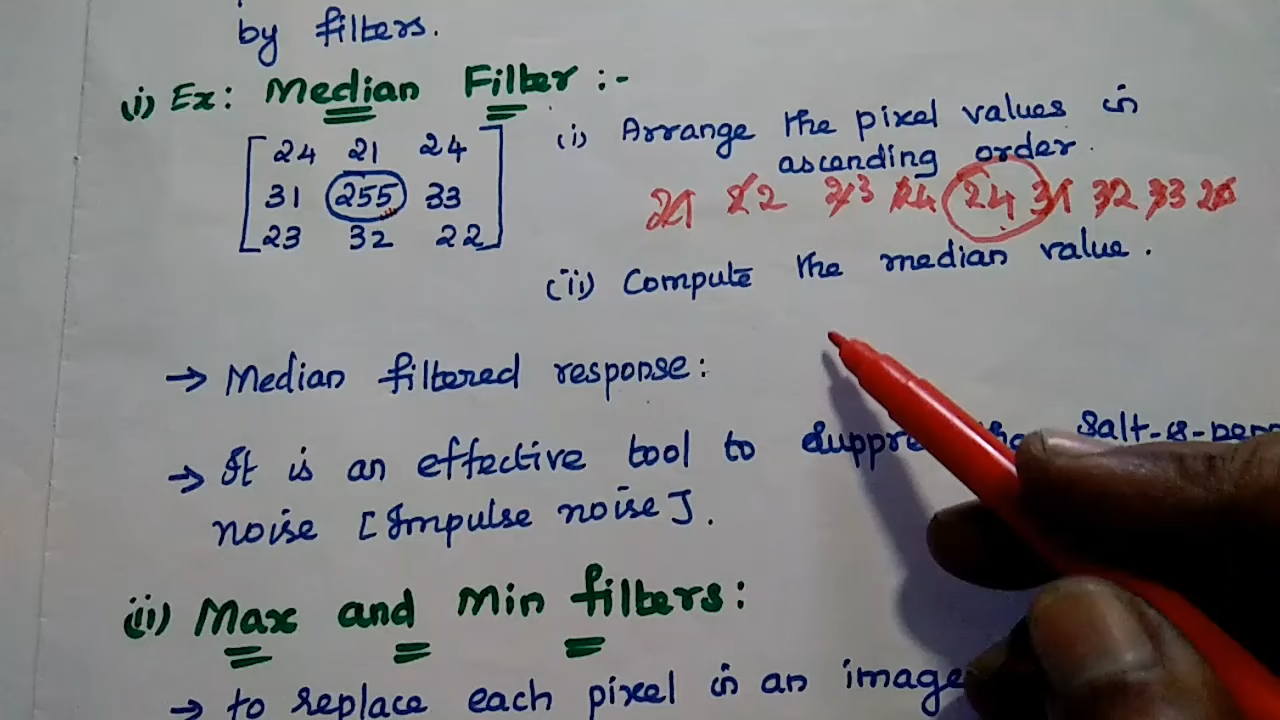 by filters.
(i) Ex: Median Filter :-
24 21 24
31 255 33
23 32 22
(i) Arrange the pixel values in
ascending order.
21 22 23 24 24 31 32 33
(ii) Compute the median value.
→ Median filtered response:
→ It is an effective tool to Salt-&-
noise [Impulse noise].
(ii) Max and Min filters:
→ to replace each pixel in an image